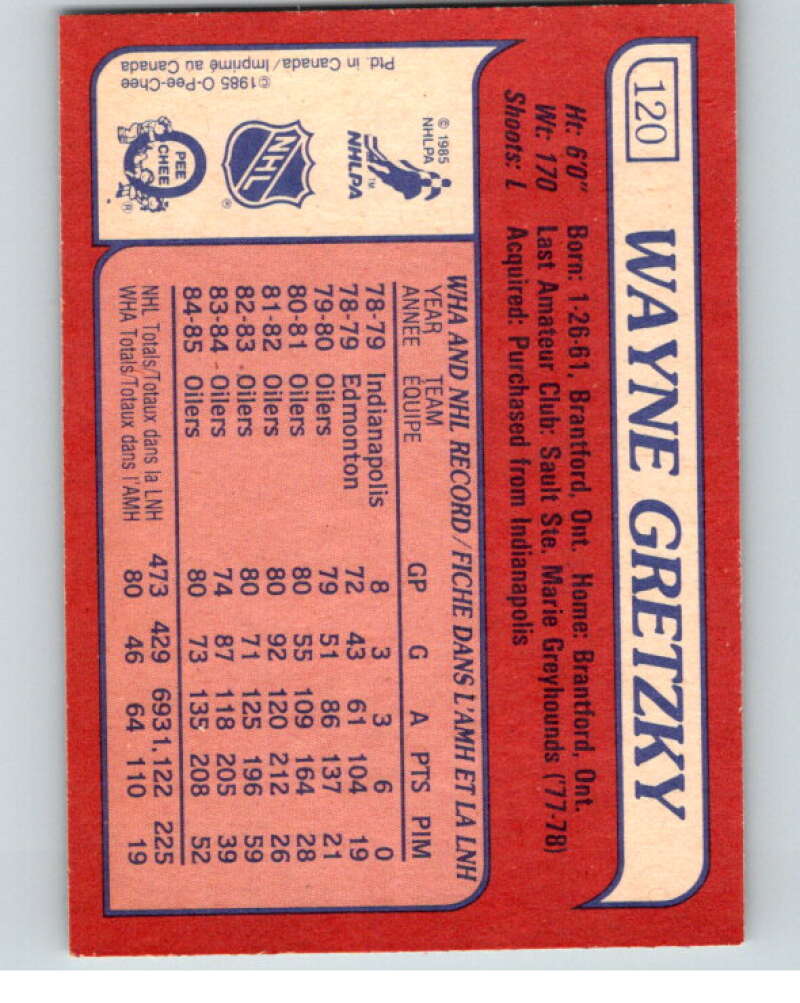 120 WAYNE GRETZKY
Ht: 6'0" Born: 1-26-61, Brantford, Ont. Home: Brantford, Ont.
Wt: 170 Last Amateur Club: Sault Ste. Marie Greyhounds ('77-78)
Shoots: L Acquired: Purchased from Indianapolis
© 1985
NHLPA
NHLPA™
NHL®
PEE
CHEE
®
©1985 O-Pee-Chee
Ptd. in Canada/Imprimé au Canada
WHA AND NHL RECORD/FICHE DANS L'AMH ET LA LNH
YEAR TEAM GP G A PTS PIM
ANNÉE ÉQUIPE
78-79 Indianapolis 8 3 3 6 0
78-79 Edmonton 72 43 61 104 19
79-80 Oilers 79 51 86 137 21
80-81 Oilers 80 55 109 164 28
81-82 Oilers 80 92 120 212 26
82-83 Oilers 80 71 125 196 59
83-84 Oilers 74 87 118 205 39
84-85 Oilers 80 73 135 208 52
NHL Totals/Totaux dans la LNH 473 429 693 1,122 225
WHA Totals/Totaux dans l'AMH 80 46 64 110 19